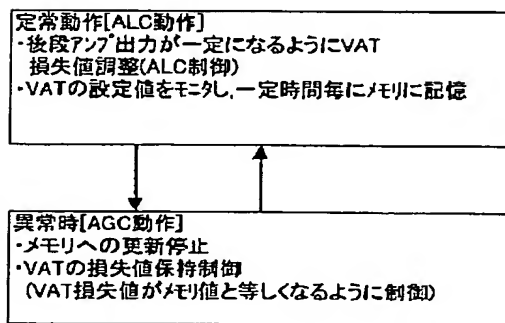 定常動作[ALC動作]
・後段アンプ出力が一定になるようにVAT
損失値調整(ALC制御)
・VATの設定値をモニタし,一定時間毎にメモリに記憶
異常時[AGC動作]
・メモリへの更新停止
・VATの損失値保持制御
(VAT損失値がメモリ値と等しくなるように制御)